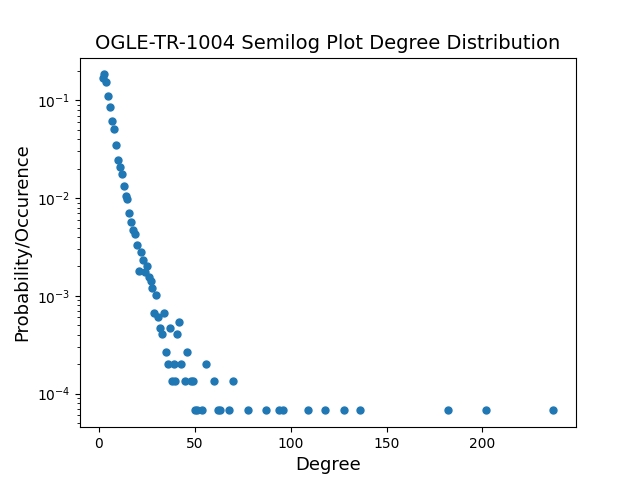 OGLE-TR-1004 Semilog Plot Degree Distribution
Probability/Occurence
10⁻¹
10⁻²
10⁻³
10⁻⁴
0 50 100 150 200
Degree